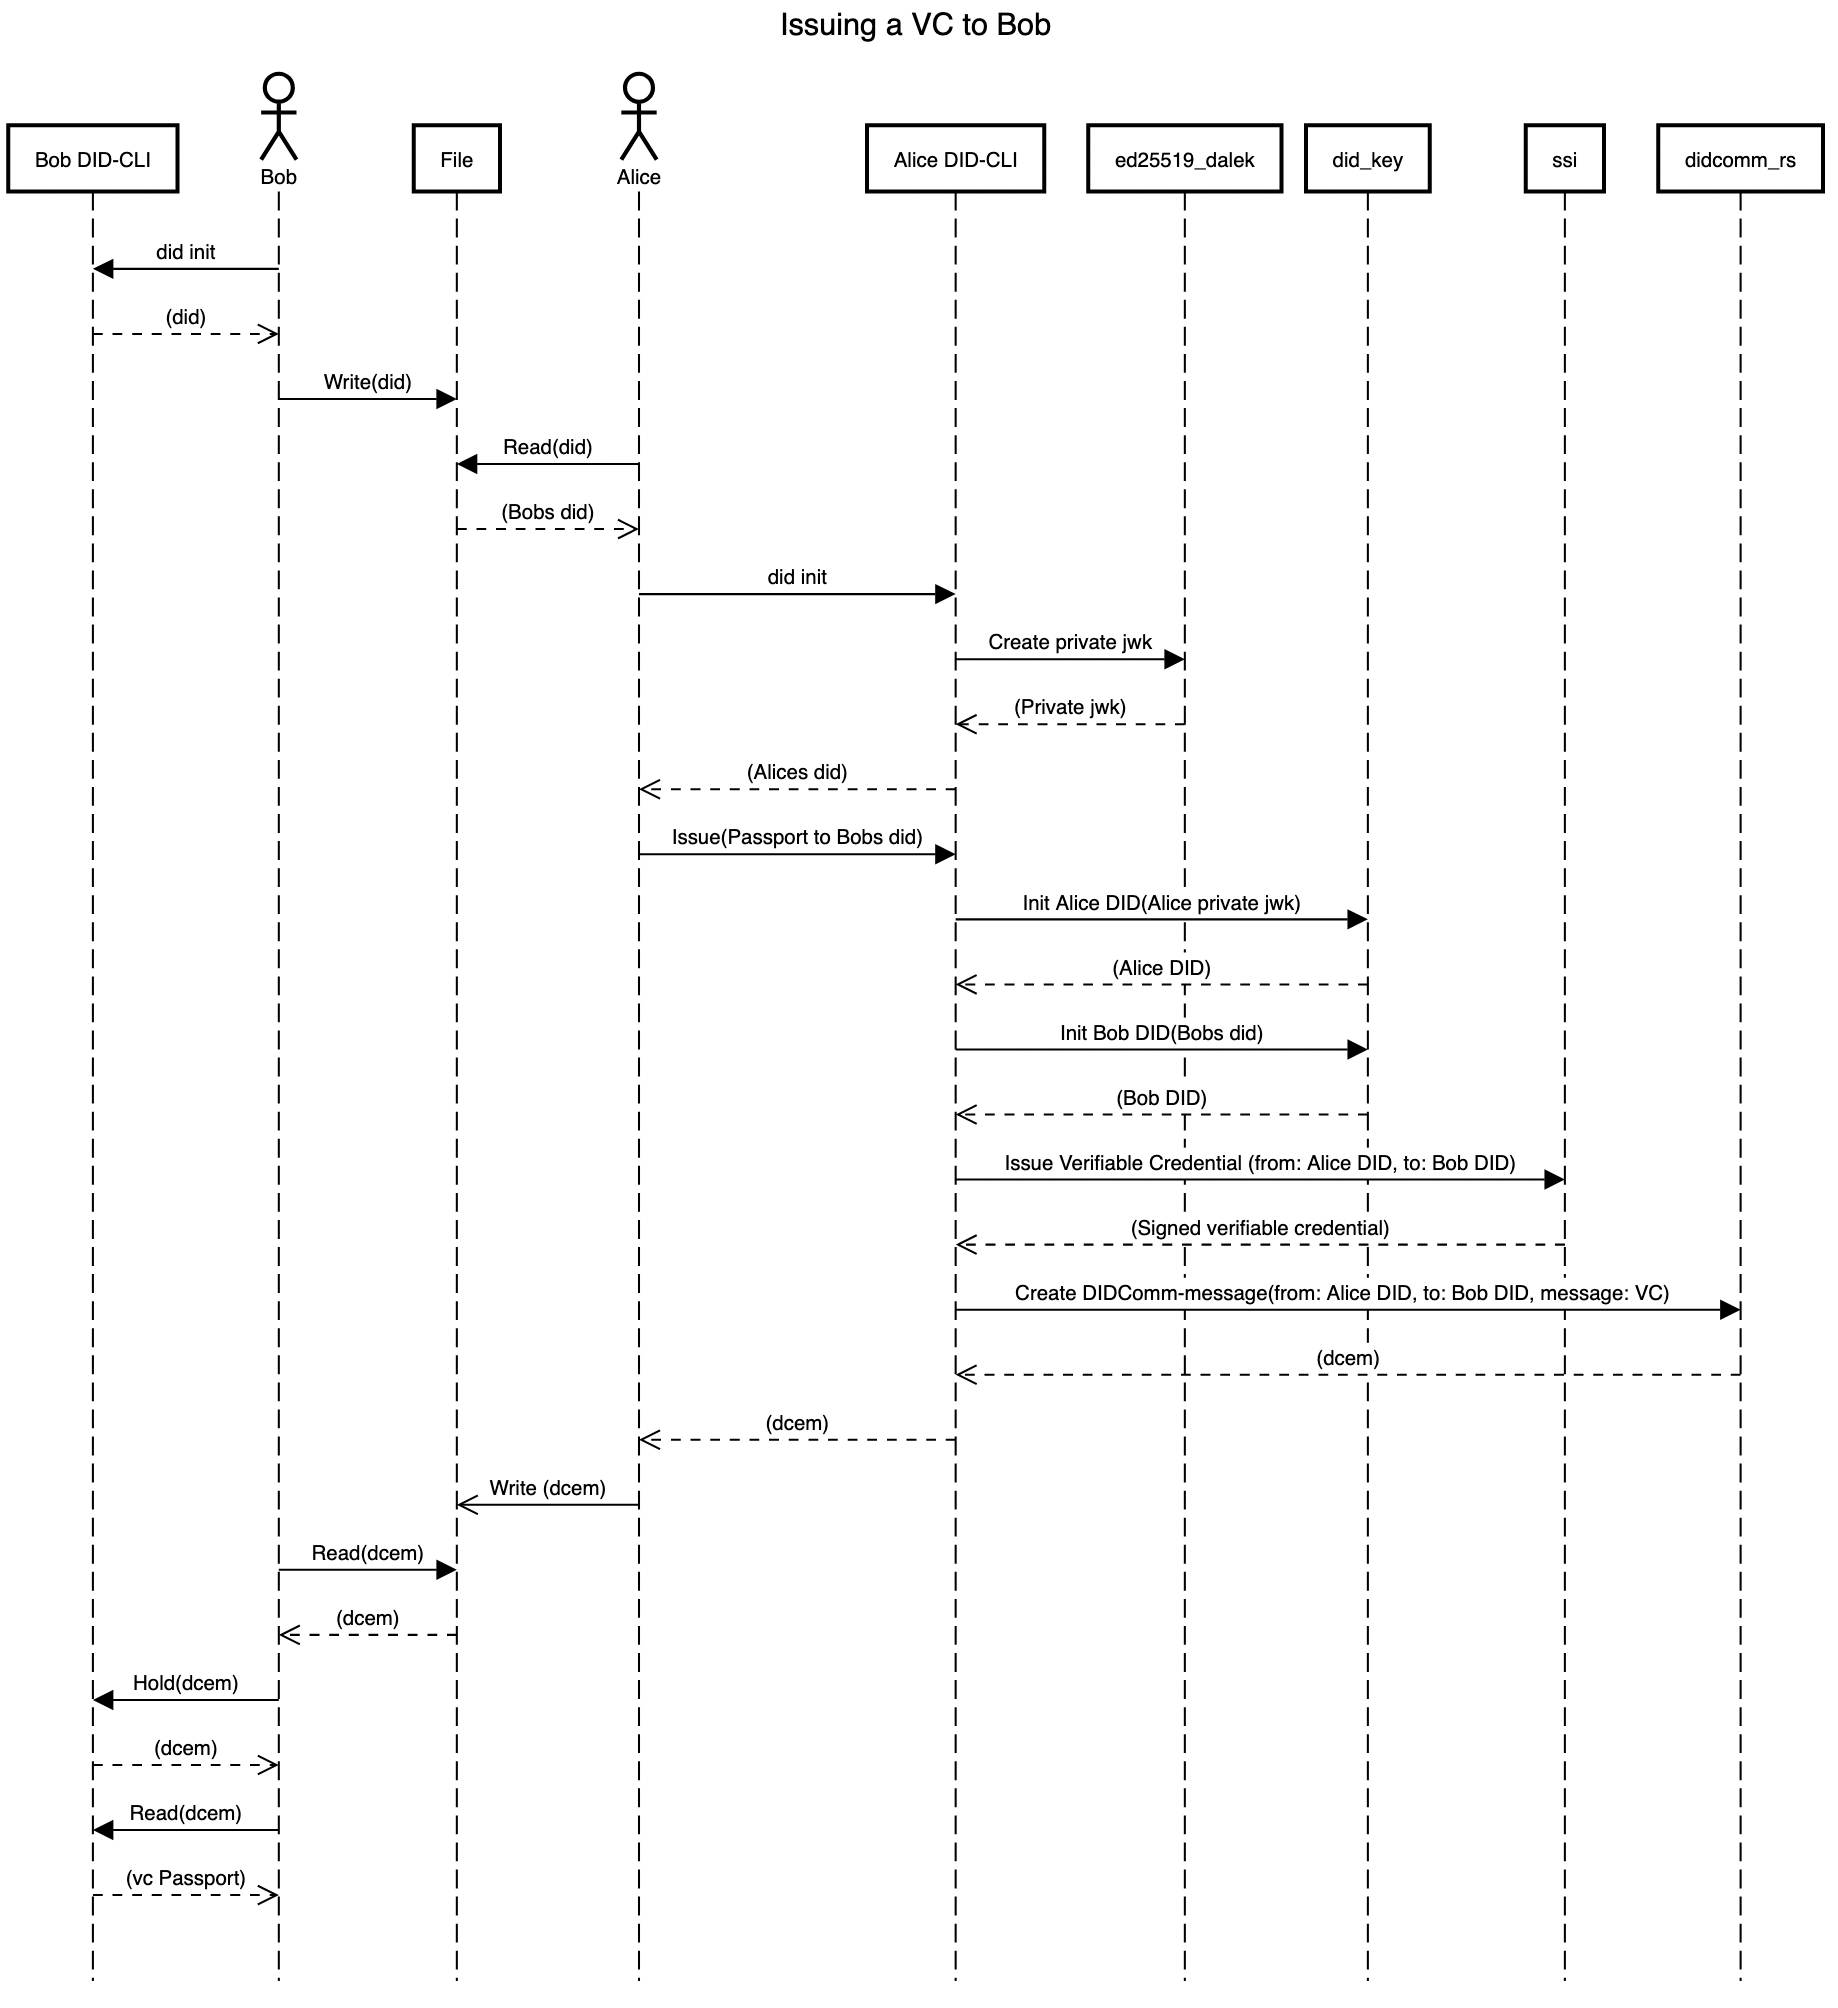 Issuing a VC to Bob
Bob DID-CLI
Bob
File
Alice
Alice DID-CLI
ed25519_dalek
did_key
ssi
didcomm_rs
did init
(did)
Write(did)
Read(did)
(Bobs did)
did init
Create private jwk
(Private jwk)
(Alices did)
Issue(Passport to Bobs did)
Init Alice DID(Alice private jwk)
(Alice DID)
Init Bob DID(Bobs did)
(Bob DID)
Issue Verifiable Credential (from: Alice DID, to: Bob DID)
(Signed verifiable credential)
Create DIDComm-message(from: Alice DID, to: Bob DID, message: VC)
(dcem)
(dcem)
Write (dcem)
Read(dcem)
(dcem)
Hold(dcem)
(dcem)
Read(dcem)
(vc Passport)